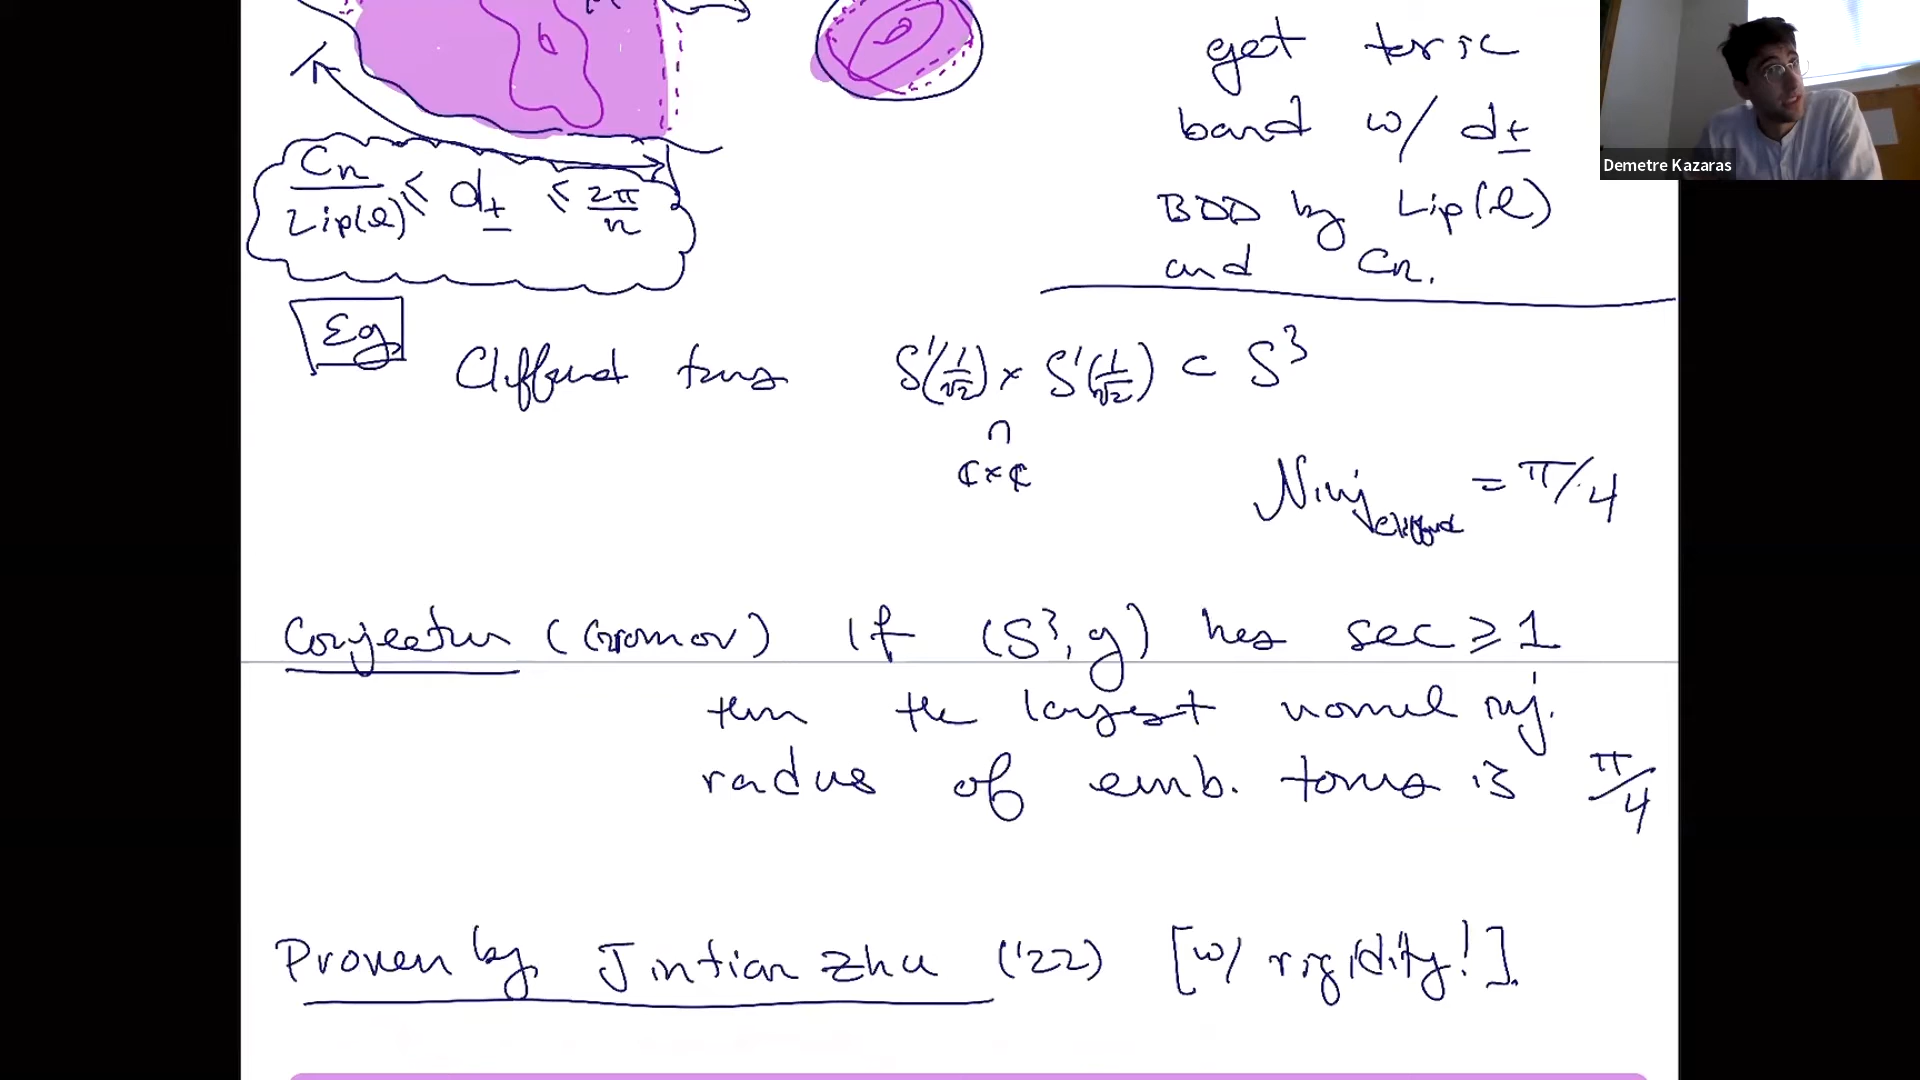 get toric
band w/ d±
BDD by Lip(l)
and Cn.
Cn/Lip(l) ≤ d± ≤ 2π/n
Eg
Clifford torus S¹(1/√2) × S¹(1/√2) ⊂ S³
∩
ℂ×ℂ
Ninj Clifford = π/4
Conjecture (Gromov) If (S³, g) has sec ≥ 1
then the largest normal inj.
radius of emb. torus is π/4
Proven by Jintian Zhu ('22) [w/ rigidity!].
Demetre Kazaras